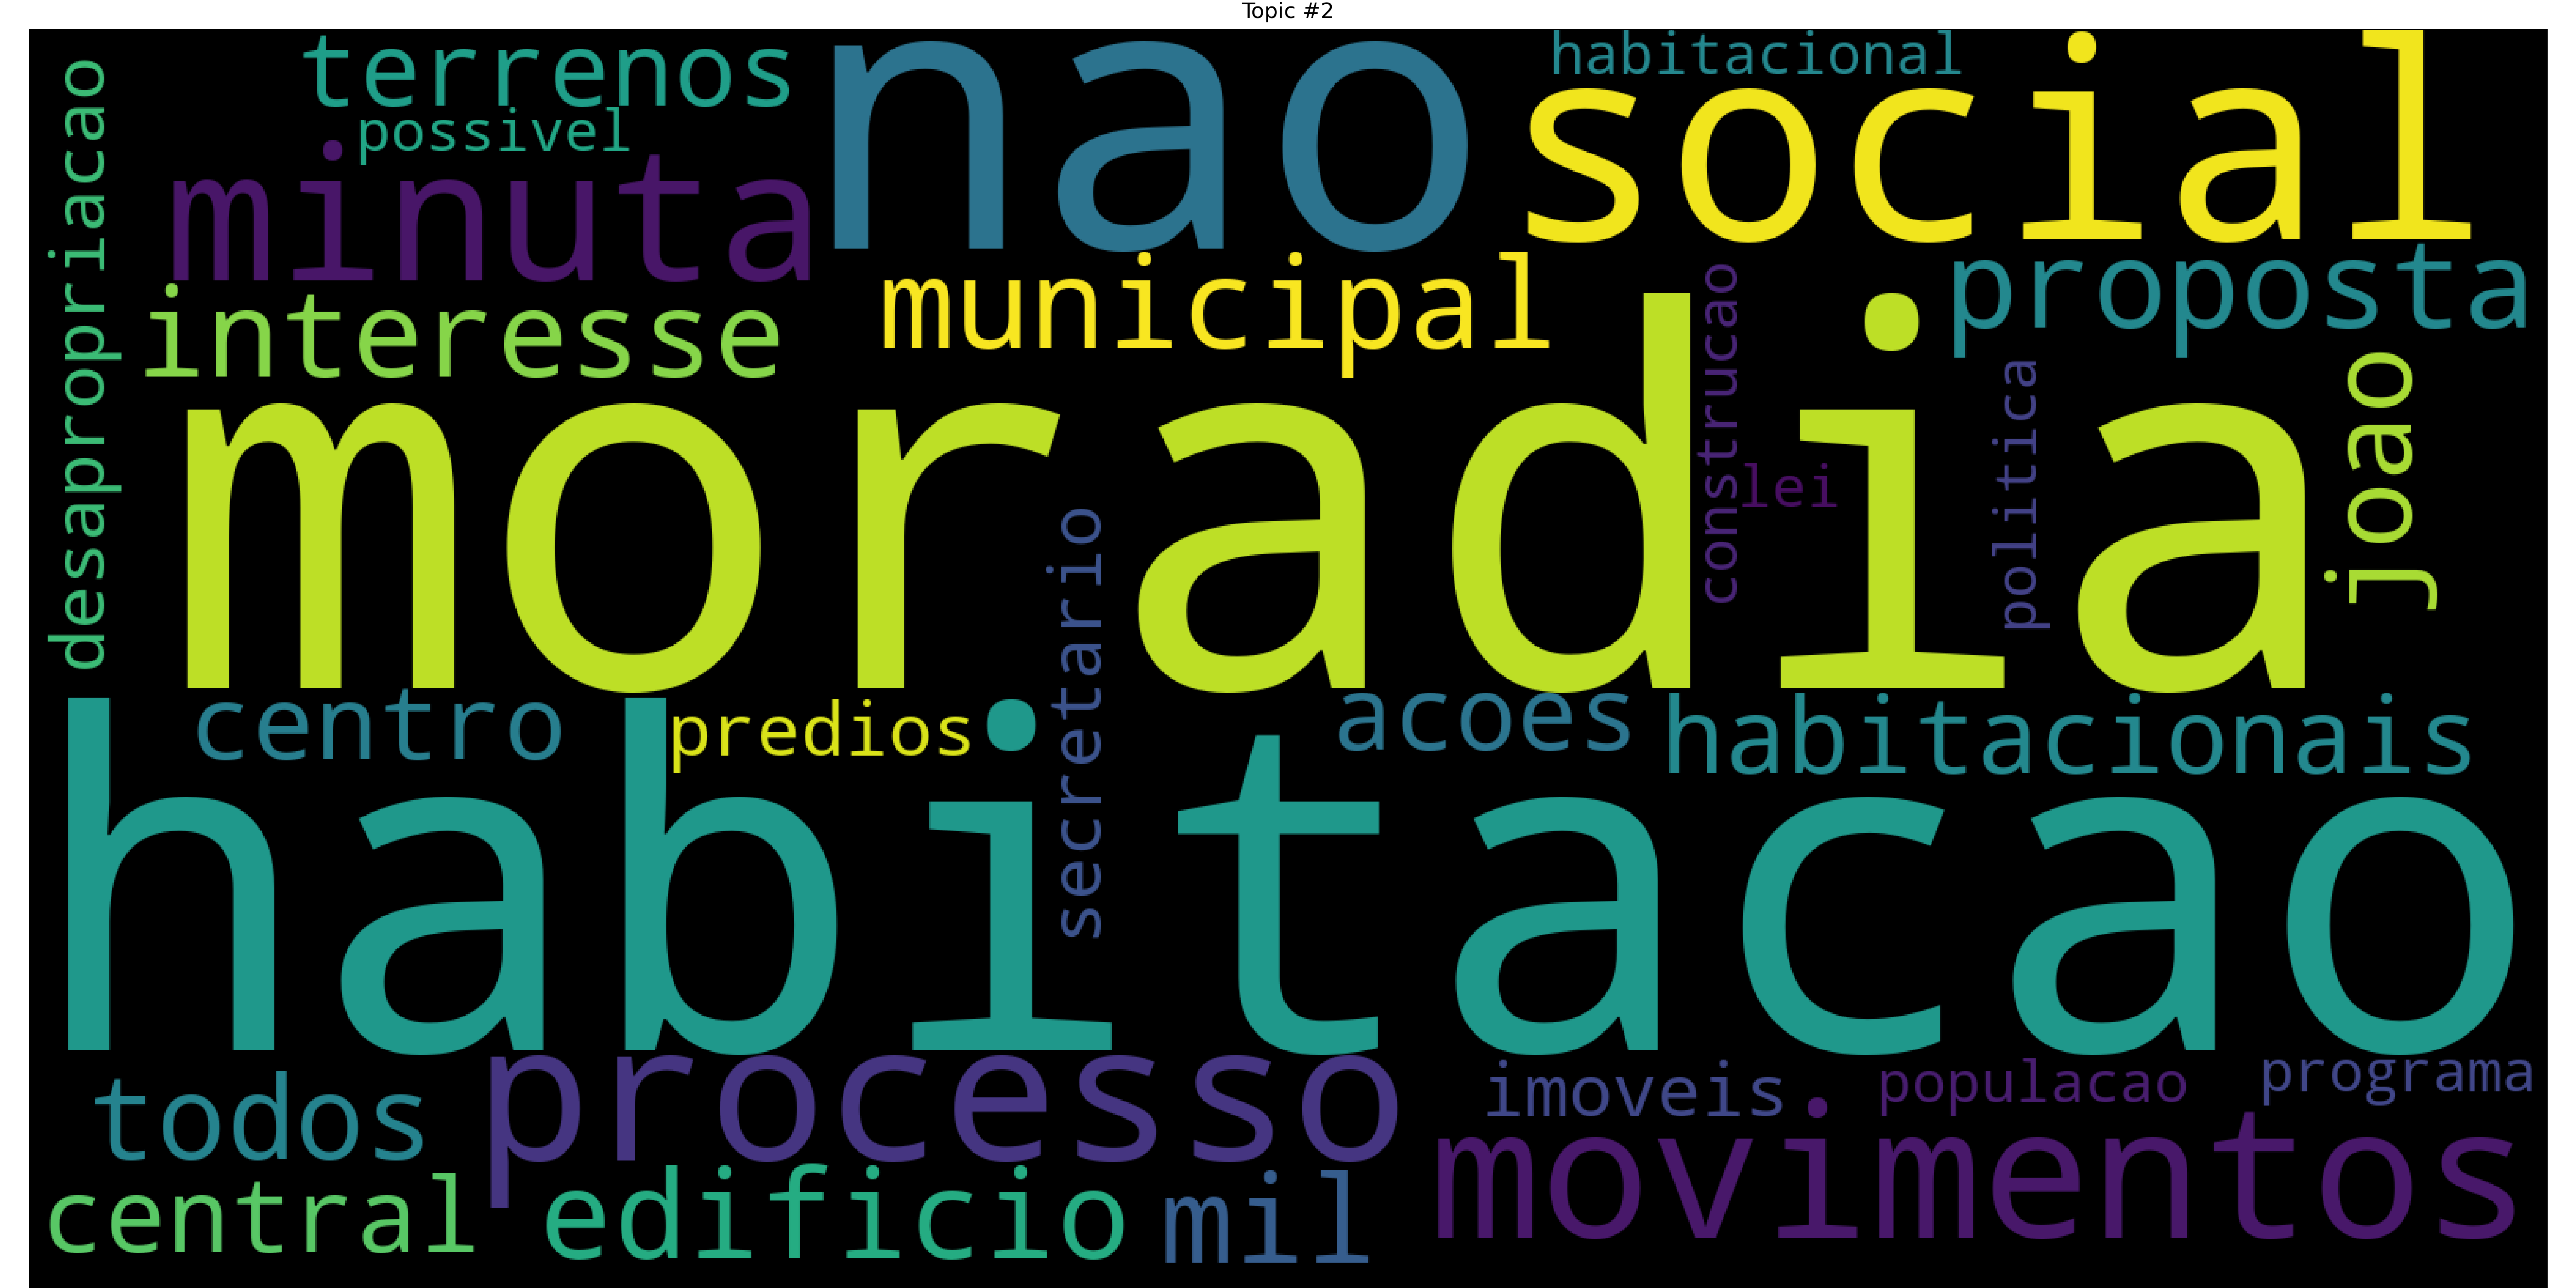 Topic #2
desapropriacao
terrenos
possivel
nao
habitacional
social
minuta
municipal
construcao
proposta
interesse
moradia
lei
politica
joao
secretario
centro
predios
acoes
habitacionais
habitacao
todos
processo
imoveis
populacao
programa
movimentos
central
edificio
mil